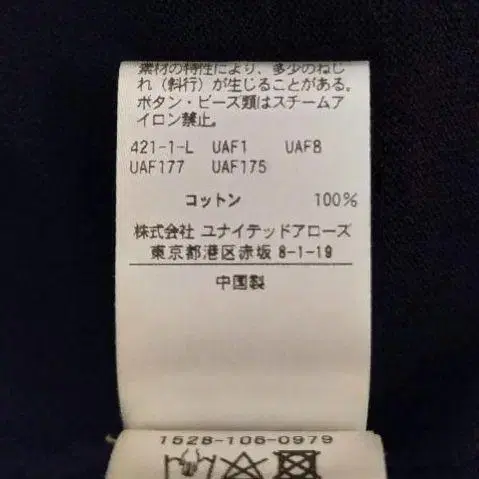 素材の特性により、多少のねじ
れ（斜行）が生じることがある。
ボタン・ビーズ類はスチームア
イロン禁止。
421-1-L UAF1 UAF8
UAF177 UAF175
コットン 100%
株式会社 ユナイテッドアローズ
東京都港区赤坂 8-1-19
中国製
1528-106-0979